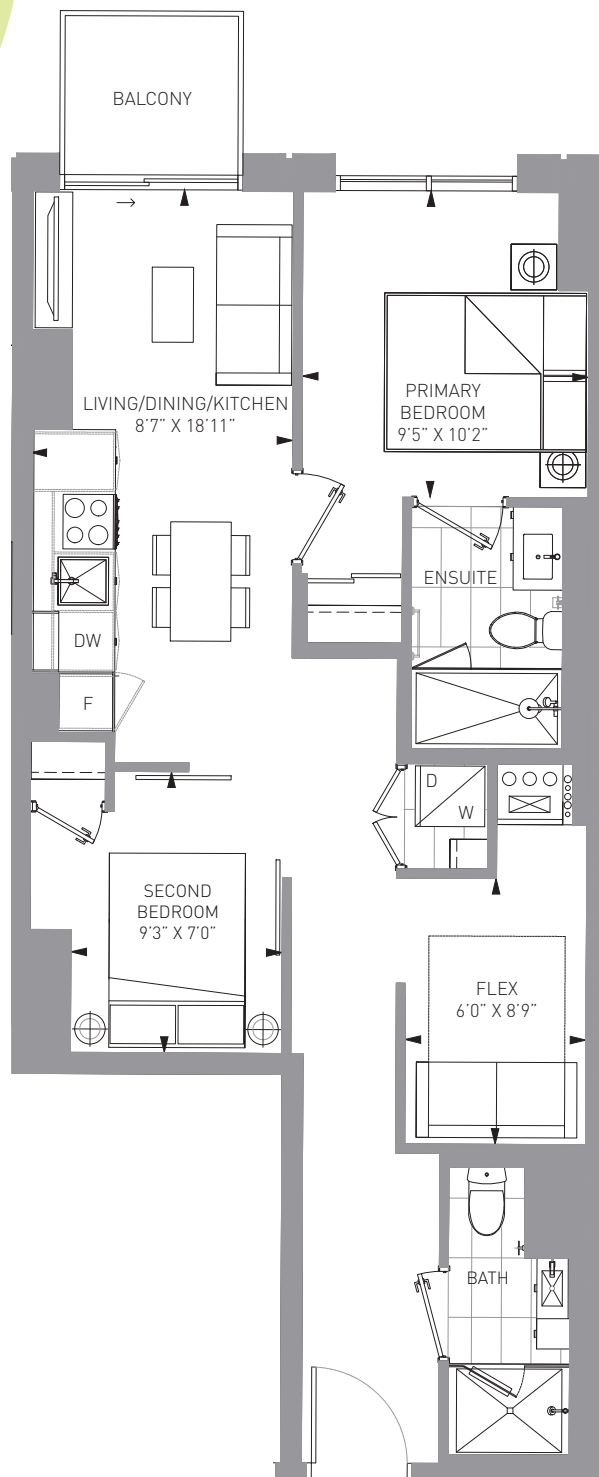 BALCONY
LIVING/DINING/KITCHEN
8'7" X 18'11"
PRIMARY
BEDROOM
9'5" X 10'2"
ENSUITE
DW
F
D
W
SECOND
BEDROOM
9'3" X 7'0"
FLEX
6'0" X 8'9"
BATH